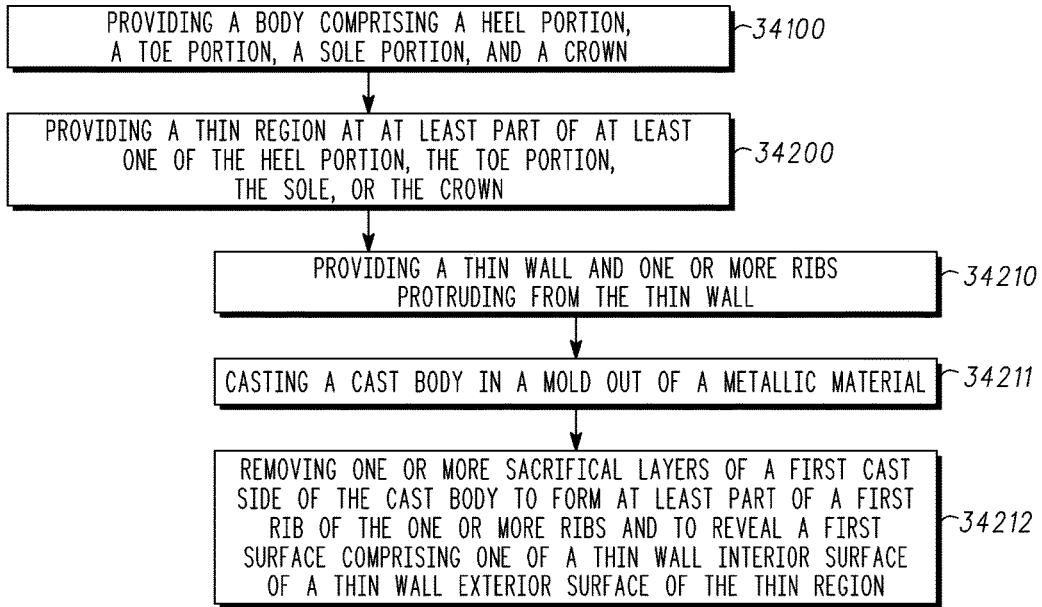 PROVIDING A BODY COMPRISING A HEEL PORTION,
A TOE PORTION, A SOLE PORTION, AND A CROWN
34100
PROVIDING A THIN REGION AT AT LEAST PART OF AT LEAST
ONE OF THE HEEL PORTION, THE TOE PORTION,
THE SOLE, OR THE CROWN
34200
PROVIDING A THIN WALL AND ONE OR MORE RIBS
PROTRUDING FROM THE THIN WALL
34210
CASTING A CAST BODY IN A MOLD OUT OF A METALLIC MATERIAL
34211
REMOVING ONE OR MORE SACRIFICAL LAYERS OF A FIRST CAST
SIDE OF THE CAST BODY TO FORM AT LEAST PART OF A FIRST
RIB OF THE ONE OR MORE RIBS AND TO REVEAL A FIRST
SURFACE COMPRISING ONE OF A THIN WALL INTERIOR SURFACE
OF A THIN WALL EXTERIOR SURFACE OF THE THIN REGION
34212